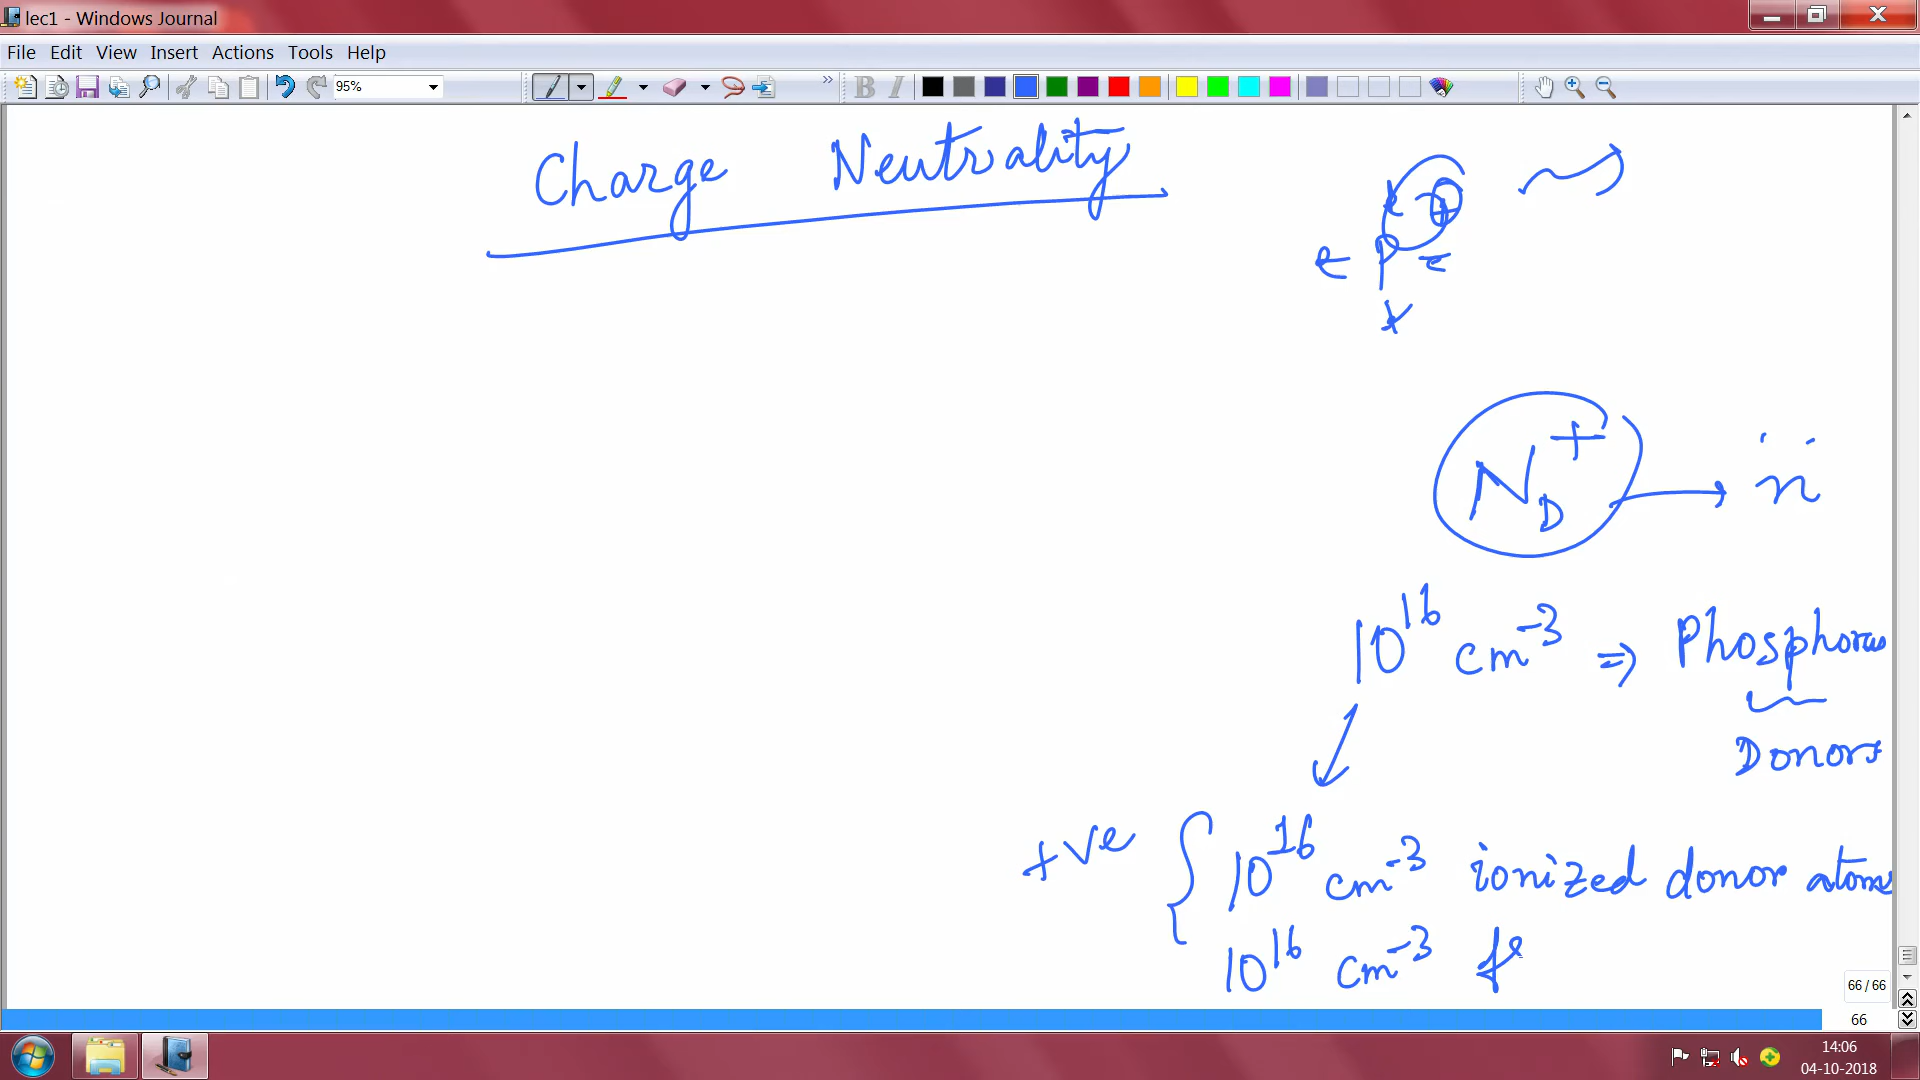 lec1 - Windows Journal
File Edit View Insert Actions Tools Help
95%
Charge Neutrality
P
N_D^+ → n
10^16 cm^-3 ⇒ Phosphorus
Donors
+ve { 10^16 cm^-3 ionized donor atoms
10^16 cm^-3
66 / 66
66
14:06
04-10-2018